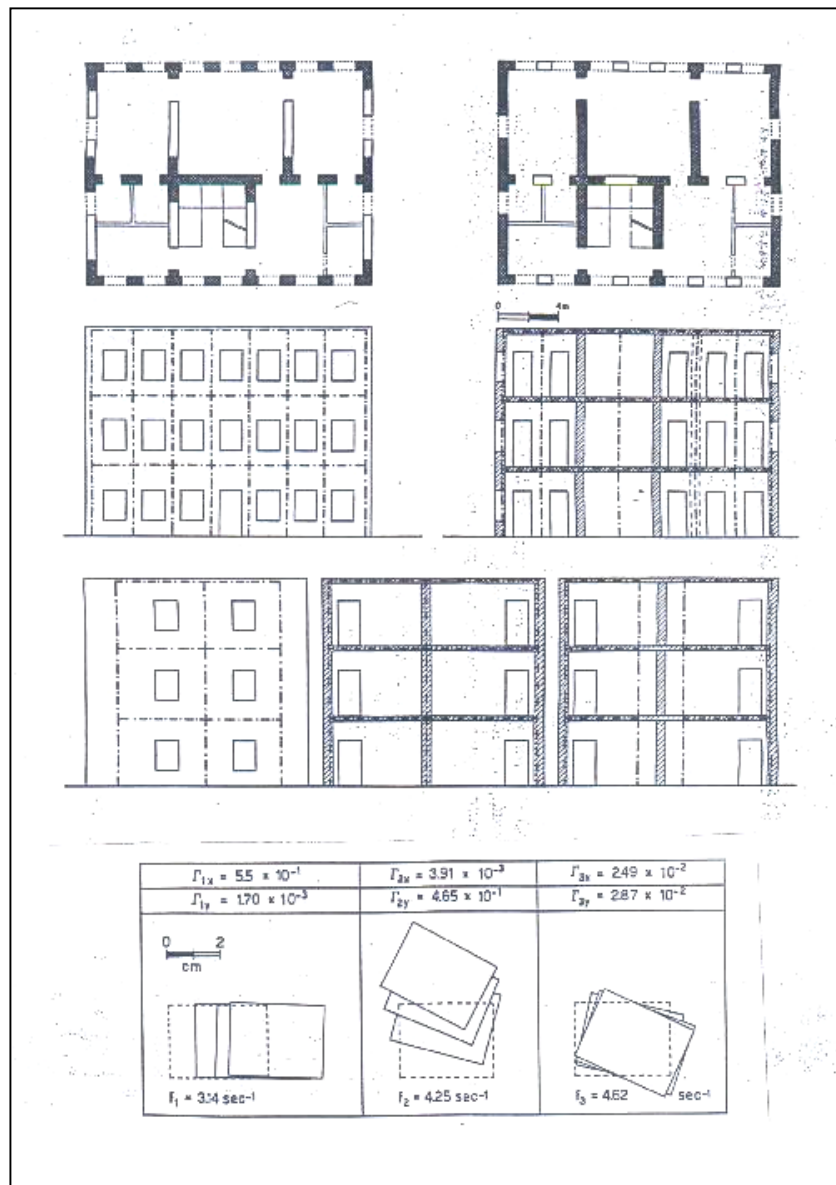 0 4m
Γ1x = 5.5 x 10⁻¹ Γ2x = 3.91 x 10⁻³ Γ3x = 2.49 x 10⁻²
Γ1y = 1.70 x 10⁻³ Γ2y = 4.65 x 10⁻¹ Γ3y = 2.87 x 10⁻²
0 2
cm
F1 = 3.14 sec⁻¹ F2 = 4.25 sec⁻¹ F3 = 4.62 sec⁻¹